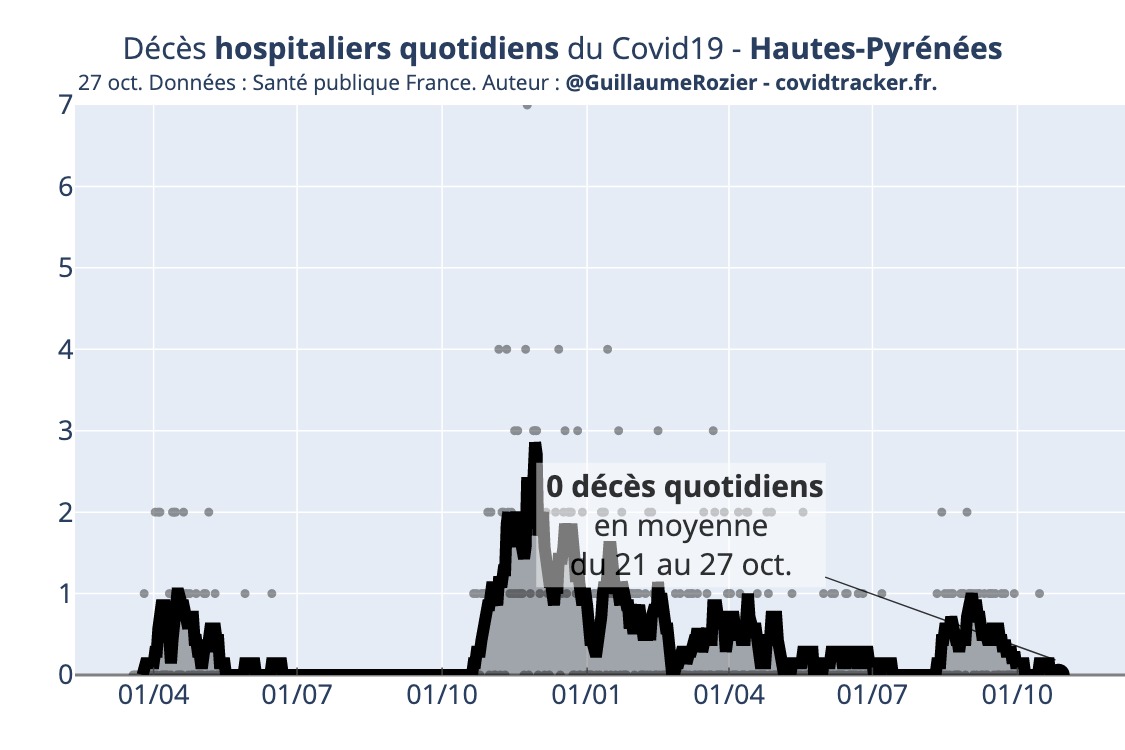 Décès hospitaliers quotidiens du Covid19 - Hautes-Pyrénées
27 oct. Données : Santé publique France. Auteur : @GuillaumeRozier - covidtracker.fr.
7
6
5
4
3
2
1
0
0 décès quotidiens
en moyenne
du 21 au 27 oct.
01/04 01/07 01/10 01/01 01/04 01/07 01/10